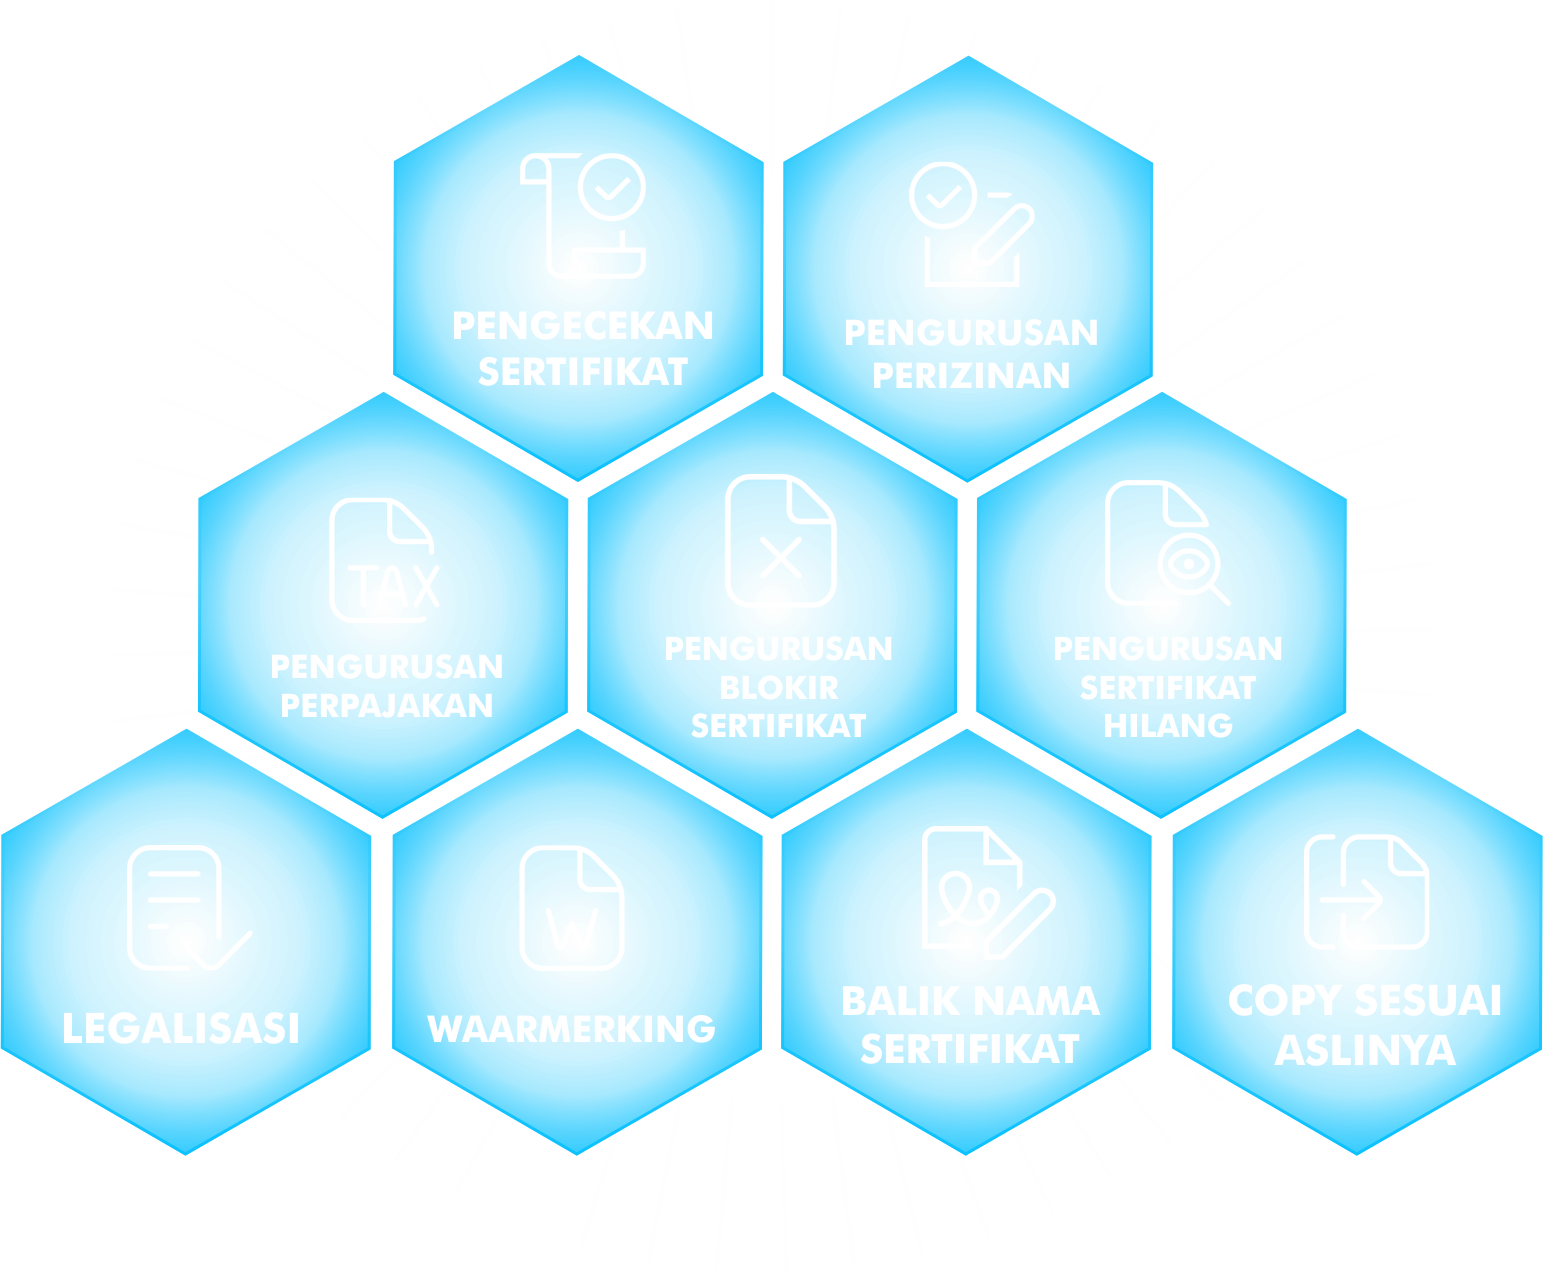 PENGECEKAN
SERTIFIKAT
PENGURUSAN
PERIZINAN
TAX
PENGURUSAN
PERPAJAKAN
PENGURUSAN
BLOKIR
SERTIFIKAT
PENGURUSAN
SERTIFIKAT
HILANG
LEGALISASI
W
WAARMERKING
BALIK NAMA
SERTIFIKAT
COPY SESUAI
ASLINYA